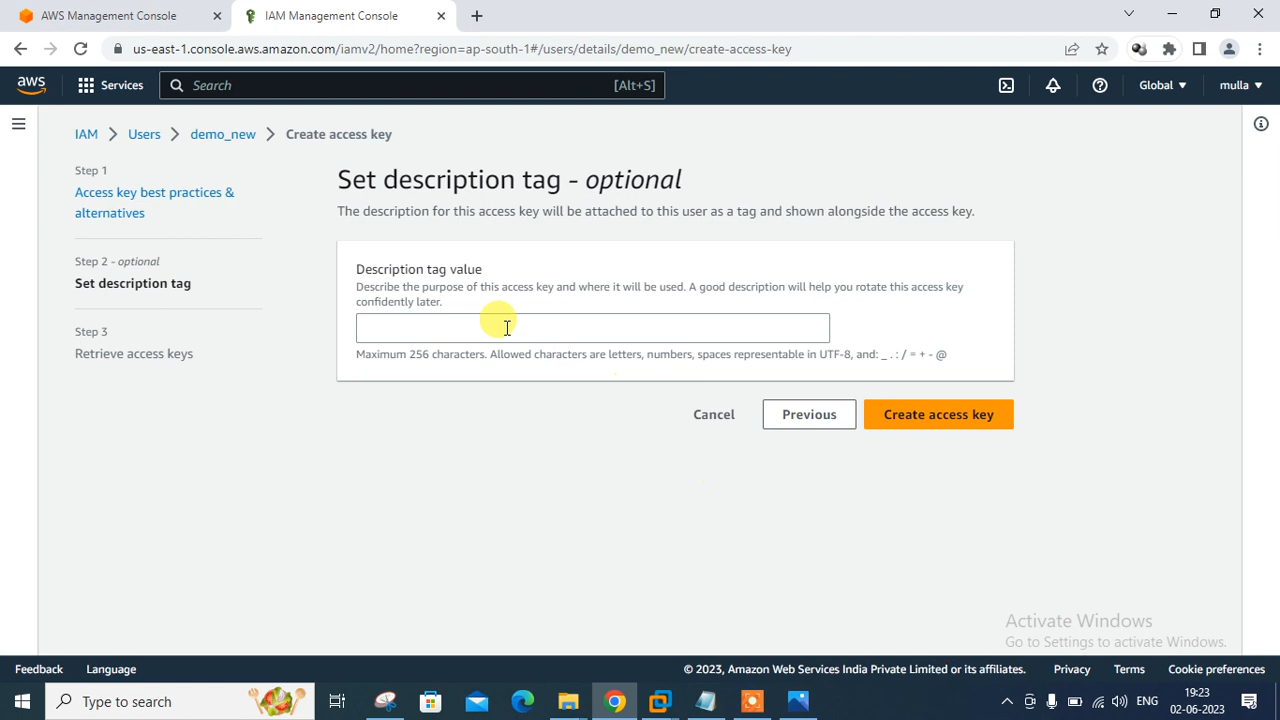 AWS Management Console
IAM Management Console
us-east-1.console.aws.amazon.com/iamv2/home?region=ap-south-1#/users/details/demo_new/create-access-key
aws
Services
Search
[Alt+S]
Global
mulla
IAM
Users
demo_new
Create access key
Step 1
Access key best practices &
alternatives
Step 2 - optional
Set description tag
Step 3
Retrieve access keys
Set description tag - optional
The description for this access key will be attached to this user as a tag and shown alongside the access key.
Description tag value
Describe the purpose of this access key and where it will be used. A good description will help you rotate this access key
confidently later.
Maximum 256 characters. Allowed characters are letters, numbers, spaces representable in UTF-8, and: _ . : / = + - @
Cancel
Previous
Create access key
Activate Windows
Go to Settings to activate Windows.
Feedback
Language
© 2023, Amazon Web Services India Private Limited or its affiliates.
Privacy
Terms
Cookie preferences
Type to search
ENG
19:23
02-06-2023